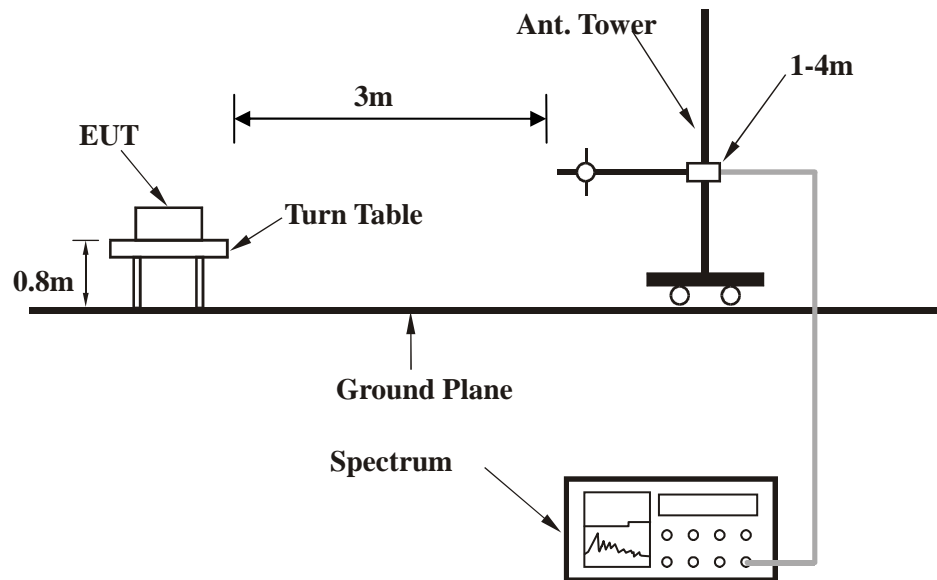 Ant. Tower
1-4m
3m
EUT
Turn Table
0.8m
Ground Plane
Spectrum